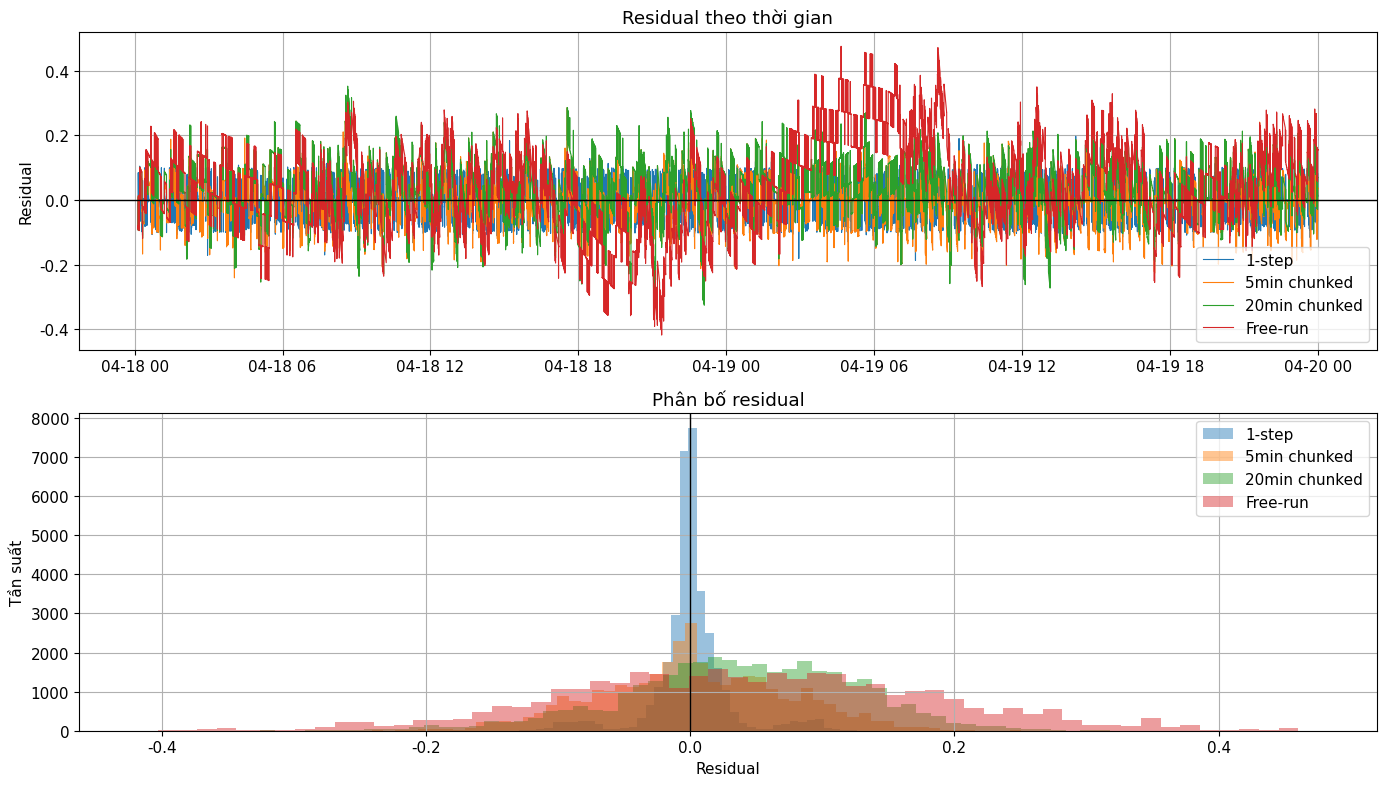 Residual theo thời gian
Residual
0.4
0.2
0.0
-0.2
-0.4
1-step
5min chunked
20min chunked
Free-run
04-18 00
04-18 06
04-18 12
04-18 18
04-19 00
04-19 06
04-19 12
04-19 18
04-20 00
Phân bố residual
Tần suất
8000
7000
6000
5000
4000
3000
2000
1000
0
1-step
5min chunked
20min chunked
Free-run
-0.4
-0.2
0.0
0.2
0.4
Residual